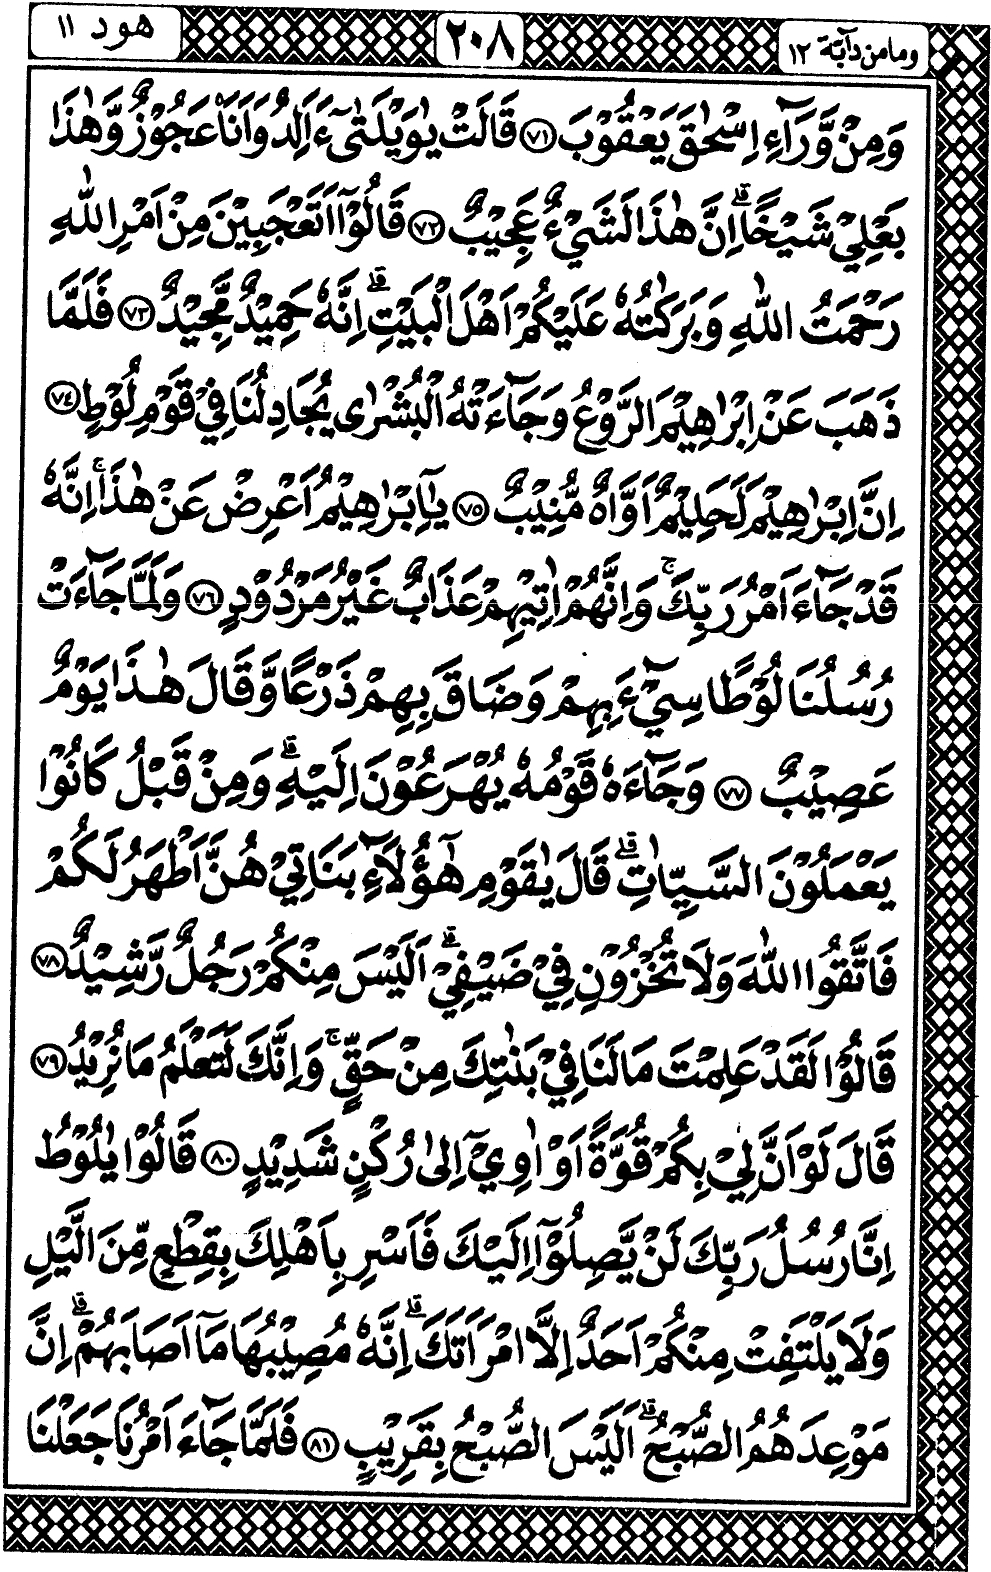 ومامن دآبة ١٢
٢٠٨
هود ١١
وَمِنْ وَّرَآءِ اِسْحٰقَ يَعْقُوْبَ ﴿٧١﴾ قَالَتْ يٰوَيْلَتٰىٓ ءَاَلِدُ وَاَنَا عَجُوْزٌ وَّهٰذَا
بَعْلِيْ شَيْخًا ۗ اِنَّ هٰذَا لَشَيْءٌ عَجِيْبٌ ﴿٧٢﴾ قَالُوْٓا اَتَعْجَبِيْنَ مِنْ اَمْرِ اللّٰهِ
رَحْمَتُ اللّٰهِ وَبَرَكٰتُهٗ عَلَيْكُمْ اَهْلَ الْبَيْتِ ۗ اِنَّهٗ حَمِيْدٌ مَّجِيْدٌ ﴿٧٣﴾ فَلَمَّا
ذَهَبَ عَنْ اِبْرٰهِيْمَ الرَّوْعُ وَجَآءَتْهُ الْبُشْرٰى يُجَادِلُنَا فِيْ قَوْمِ لُوْطٍ ﴿٧٤﴾
اِنَّ اِبْرٰهِيْمَ لَحَلِيْمٌ اَوَّاهٌ مُّنِيْبٌ ﴿٧٥﴾ يٰٓاِبْرٰهِيْمُ اَعْرِضْ عَنْ هٰذَا ۚ اِنَّهٗ
قَدْ جَآءَ اَمْرُ رَبِّكَ ۚ وَاِنَّهُمْ اٰتِيْهِمْ عَذَابٌ غَيْرُ مَرْدُوْدٍ ﴿٧٦﴾ وَلَمَّا جَآءَتْ
رُسُلُنَا لُوْطًا سِيْٓءَ بِهِمْ وَضَاقَ بِهِمْ ذَرْعًا وَّقَالَ هٰذَا يَوْمٌ
عَصِيْبٌ ﴿٧٧﴾ وَجَآءَهٗ قَوْمُهٗ يُهْرَعُوْنَ اِلَيْهِ ۗ وَمِنْ قَبْلُ كَانُوْا
يَعْمَلُوْنَ السَّيِّاٰتِ ۗ قَالَ يٰقَوْمِ هٰٓؤُلَآءِ بَنَاتِيْ هُنَّ اَطْهَرُ لَكُمْ
فَاتَّقُوا اللّٰهَ وَلَا تُخْزُوْنِ فِيْ ضَيْفِيْ ۗ اَلَيْسَ مِنْكُمْ رَجُلٌ رَّشِيْدٌ ﴿٧٨﴾
قَالُوْا لَقَدْ عَلِمْتَ مَا لَنَا فِيْ بَنٰتِكَ مِنْ حَقٍّ ۚ وَاِنَّكَ لَتَعْلَمُ مَا نُرِيْدُ ﴿٧٩﴾
قَالَ لَوْ اَنَّ لِيْ بِكُمْ قُوَّةً اَوْ اٰوِيْٓ اِلٰى رُكْنٍ شَدِيْدٍ ﴿٨٠﴾ قَالُوْا يٰلُوْطُ
اِنَّا رُسُلُ رَبِّكَ لَنْ يَّصِلُوْٓا اِلَيْكَ فَاَسْرِ بِاَهْلِكَ بِقِطْعٍ مِّنَ الَّيْلِ
وَلَا يَلْتَفِتْ مِنْكُمْ اَحَدٌ اِلَّا امْرَاَتَكَ ۗ اِنَّهٗ مُصِيْبُهَا مَآ اَصَابَهُمْ ۗ اِنَّ
مَوْعِدَهُمُ الصُّبْحُ ۗ اَلَيْسَ الصُّبْحُ بِقَرِيْبٍ ﴿٨١﴾ فَلَمَّا جَآءَ اَمْرُنَا جَعَلْنَا